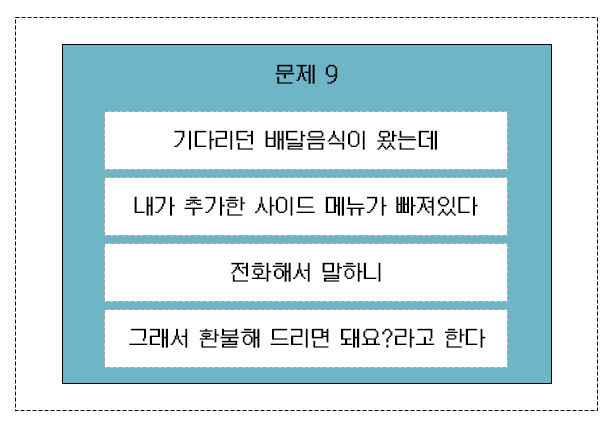 문제 9
기다리던 배달음식이 왔는데
내가 추가한 사이드 메뉴가 빠져있다
전화해서 말하니
그래서 환불해 드리면 돼요?라고 한다